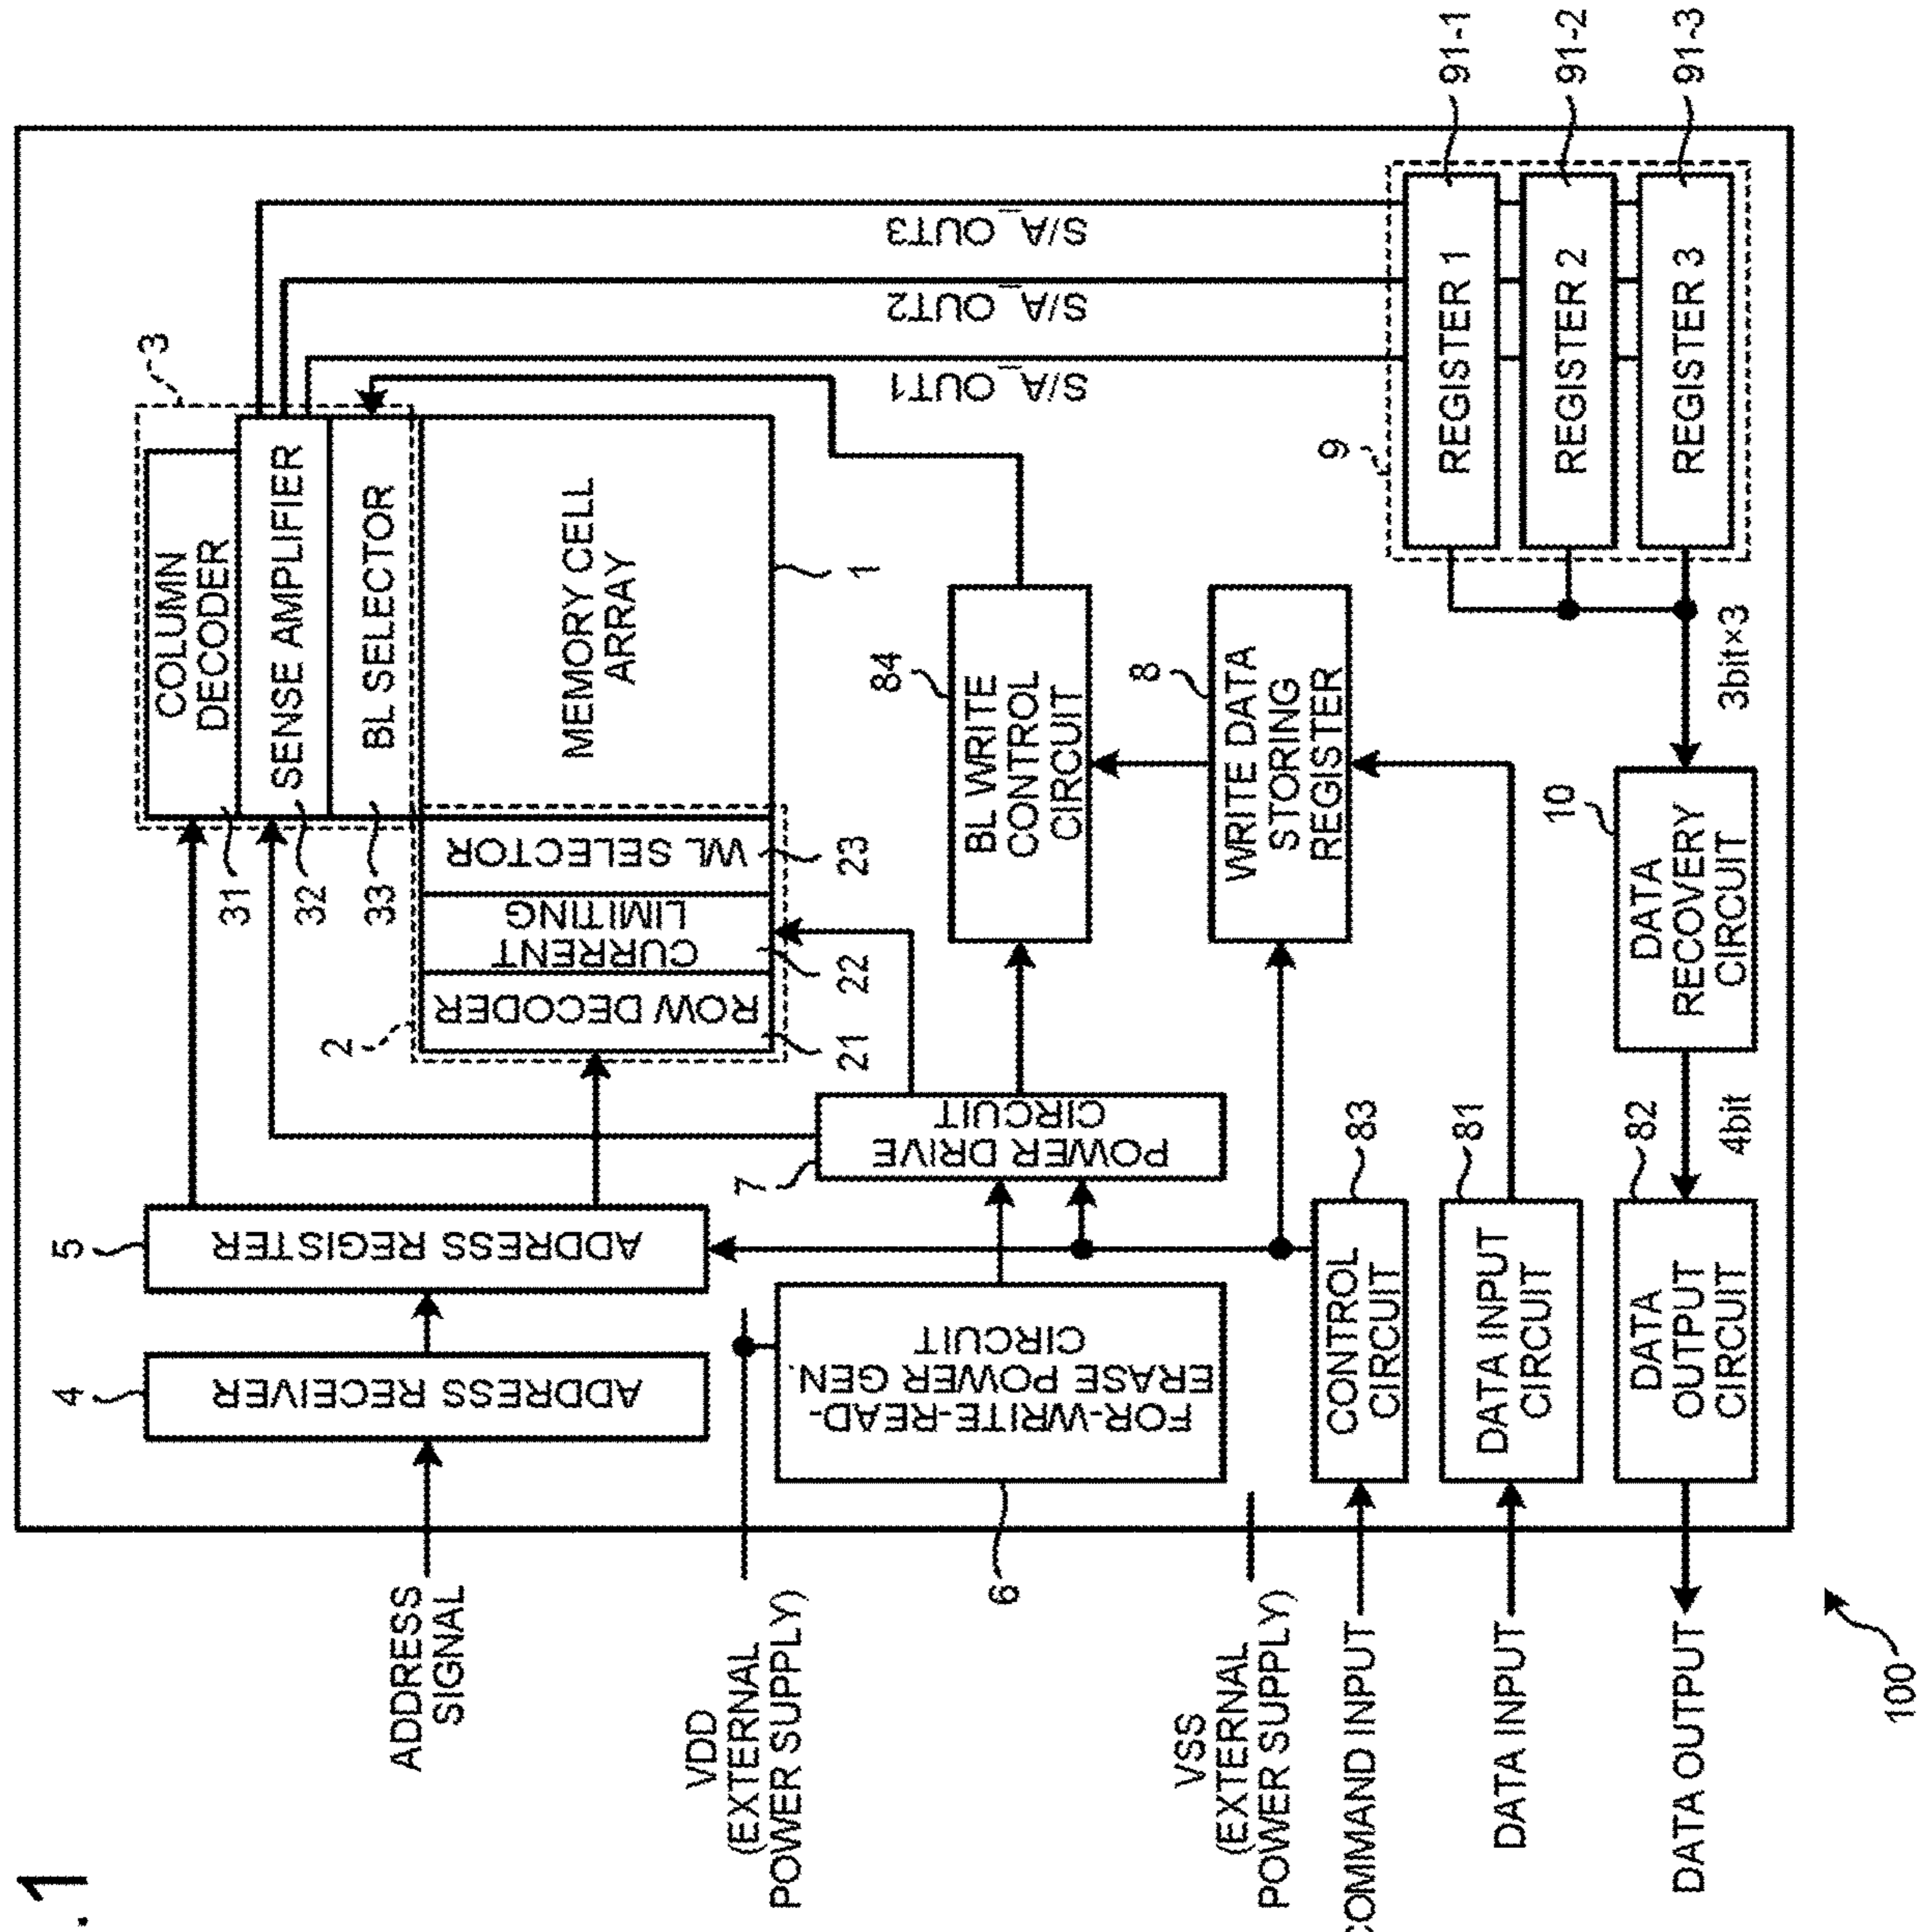 .1
ADDRESS
SIGNAL
VDD
(EXTERNAL
POWER SUPPLY)
VSS
(EXTERNAL
POWER SUPPLY)
COMMAND INPUT
DATA INPUT
DATA OUTPUT
100
4
ADDRESS RECEIVER
5
ADDRESS REGISTER
6
FOR-WRITE-READ-
ERASE POWER GEN.
CIRCUIT
7
POWER DRIVE
CIRCUIT
CONTROL
CIRCUIT
83
DATA INPUT
CIRCUIT
81
DATA
OUTPUT
CIRCUIT
82
4bit
2
ROW DECODER
21
CURRENT
LIMITING
22
WL SELECTOR
23
3
COLUMN
DECODER
31
SENSE AMPLIFIER
32
BL SELECTOR
33
MEMORY CELL
ARRAY
1
84
BL WRITE
CONTROL
CIRCUIT
8
WRITE DATA
STORING
REGISTER
10
DATA
RECOVERY
CIRCUIT
3bit×3
S/A_OUT3
S/A_OUT2
S/A_OUT1
9
REGISTER 1
91-1
REGISTER 2
91-2
REGISTER 3
91-3